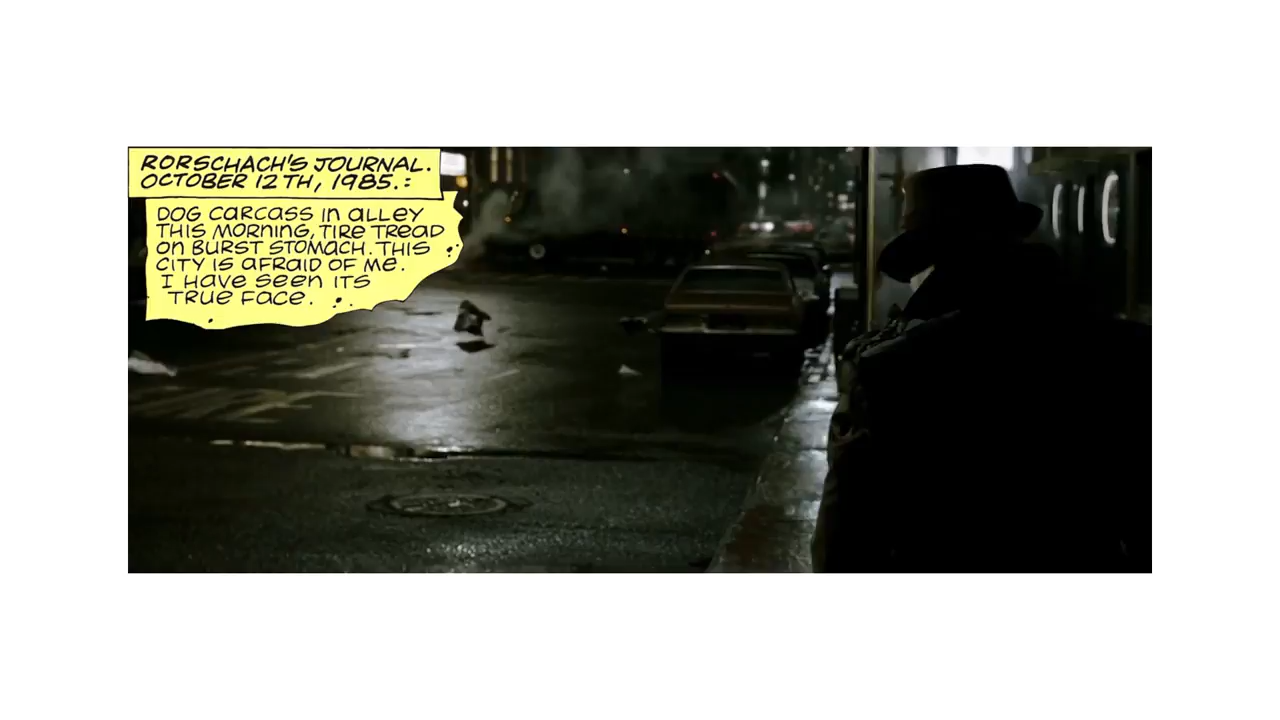 RORSCHACH'S JOURNAL.
OCTOBER 12TH, 1985.:
DOG CARCASS IN ALLEY
THIS MORNING, TIRE TREAD
ON BURST STOMACH. THIS
CITY IS AFRAID OF ME.
I HAVE SEEN ITS
TRUE FACE.